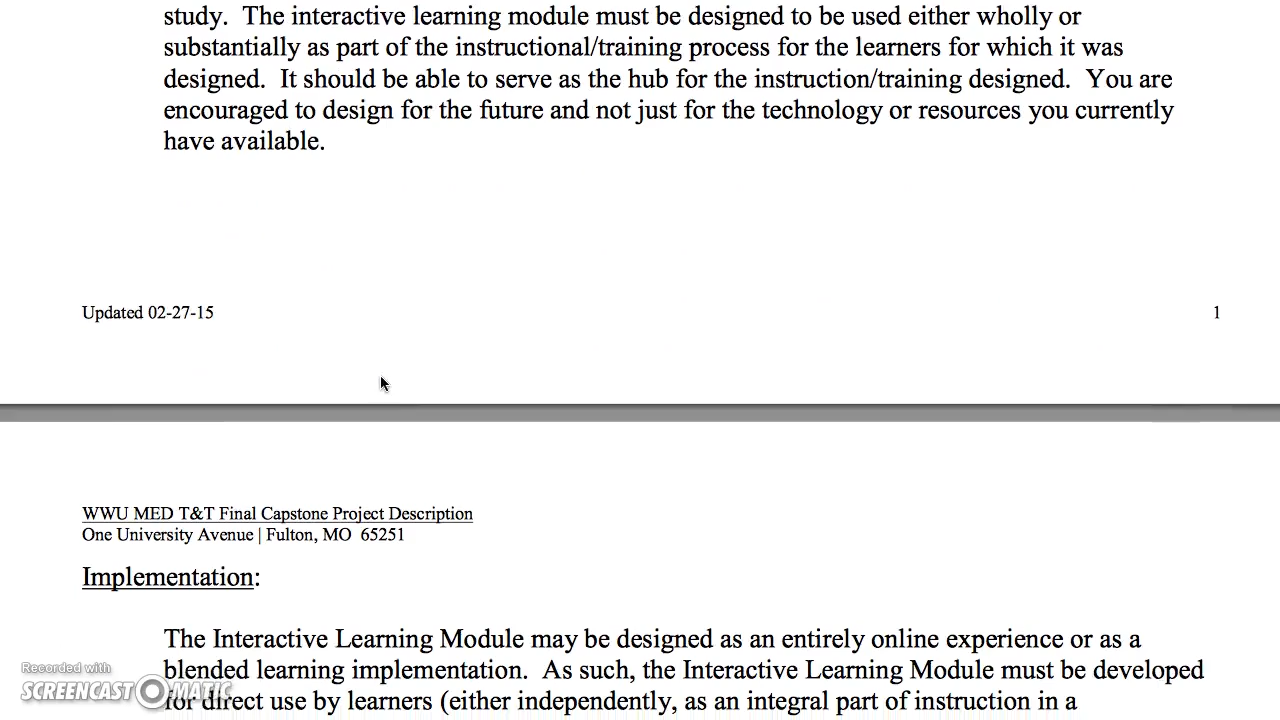 study.  The interactive learning module must be designed to be used either wholly or
substantially as part of the instructional/training process for the learners for which it was
designed.  It should be able to serve as the hub for the instruction/training designed.  You are
encouraged to design for the future and not just for the technology or resources you currently
have available.
Updated 02-27-15 1
WWU MED T&T Final Capstone Project Description
One University Avenue | Fulton, MO  65251
Implementation:
The Interactive Learning Module may be designed as an entirely online experience or as a
blended learning implementation.  As such, the Interactive Learning Module must be developed
for direct use by learners (either independently, as an integral part of instruction in a
Recorded with
SCREENCAST-O-MATIC